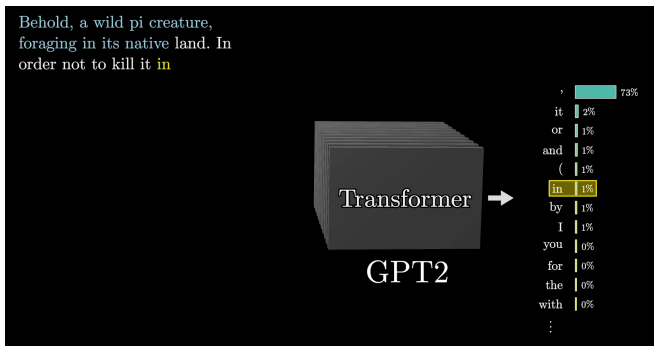 Behold, a wild pi creature,
foraging in its native land. In
order not to kill it in
Transformer
GPT2
, 73%
it 2%
or 1%
and 1%
( 1%
in 1%
by 1%
I 1%
you 0%
for 0%
the 0%
with 0%
⋮